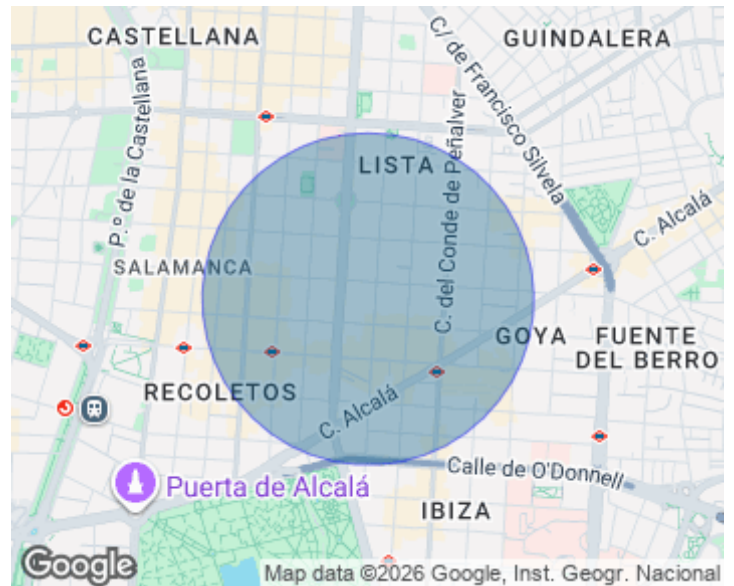 CASTELLANA
GUINDALERA
C/ de Francisco Silvela
P.º de la Castellana
C. del Conde de Peñalver
LISTA
C. Alcalá
SALAMANCA
GOYA
FUENTE
DEL BERRO
RECOLETOS
C. Alcalá
Calle de O'Donnell
Puerta de Alcalá
IBIZA
Google
Map data ©2026 Google, Inst. Geogr. Nacional